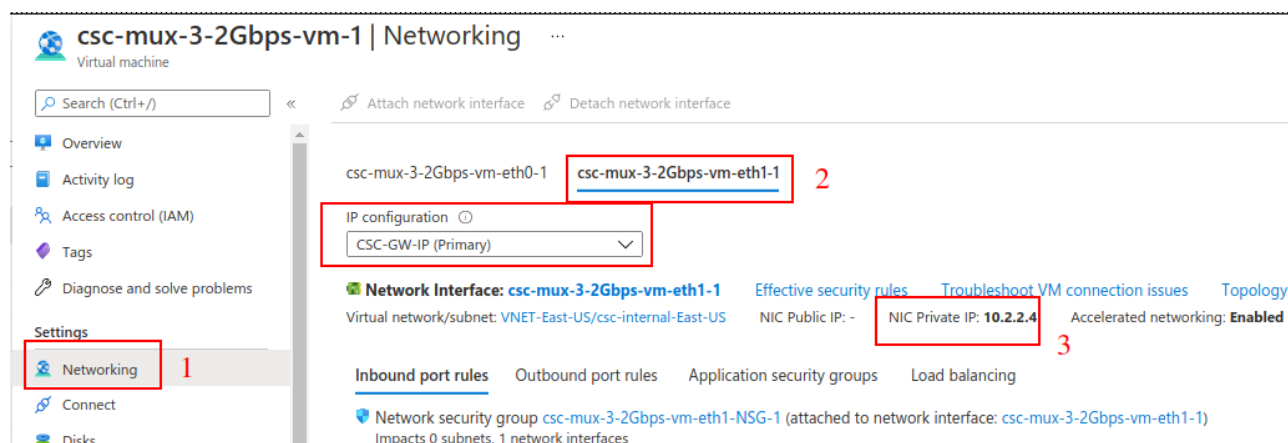 csc-mux-3-2Gbps-vm-1 | Networking ...
Virtual machine
Search (Ctrl+/) «
Attach network interface Detach network interface
Overview
Activity log
Access control (IAM)
Tags
Diagnose and solve problems
Settings
Networking 1
Connect
Disks
csc-mux-3-2Gbps-vm-eth0-1 csc-mux-3-2Gbps-vm-eth1-1 2
IP configuration
CSC-GW-IP (Primary)
Network Interface: csc-mux-3-2Gbps-vm-eth1-1 Effective security rules Troubleshoot VM connection issues Topology
Virtual network/subnet: VNET-East-US/csc-internal-East-US NIC Public IP: - NIC Private IP: 10.2.2.4 Accelerated networking: Enabled
3
Inbound port rules Outbound port rules Application security groups Load balancing
Network security group csc-mux-3-2Gbps-vm-eth1-NSG-1 (attached to network interface: csc-mux-3-2Gbps-vm-eth1-1)
Impacts 0 subnets, 1 network interfaces